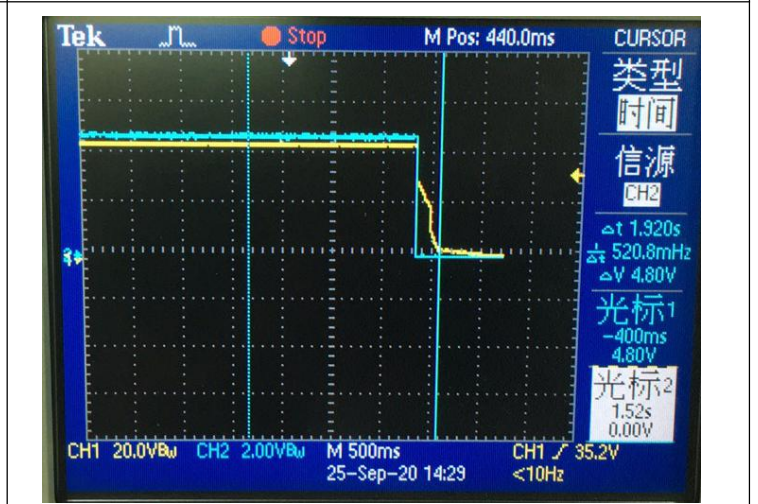 Tek
Stop
M Pos: 440.0ms
CURSOR
类型
时间
信源
CH2
△t 1.920s
1/△t 520.8mHz
△V 4.80V
光标1
-400ms
4.80V
光标2
1.52s
0.00V
CH1 20.0VBW CH2 2.00VBW M 500ms CH1 / 35.2V
25-Sep-20 14:29 <10Hz